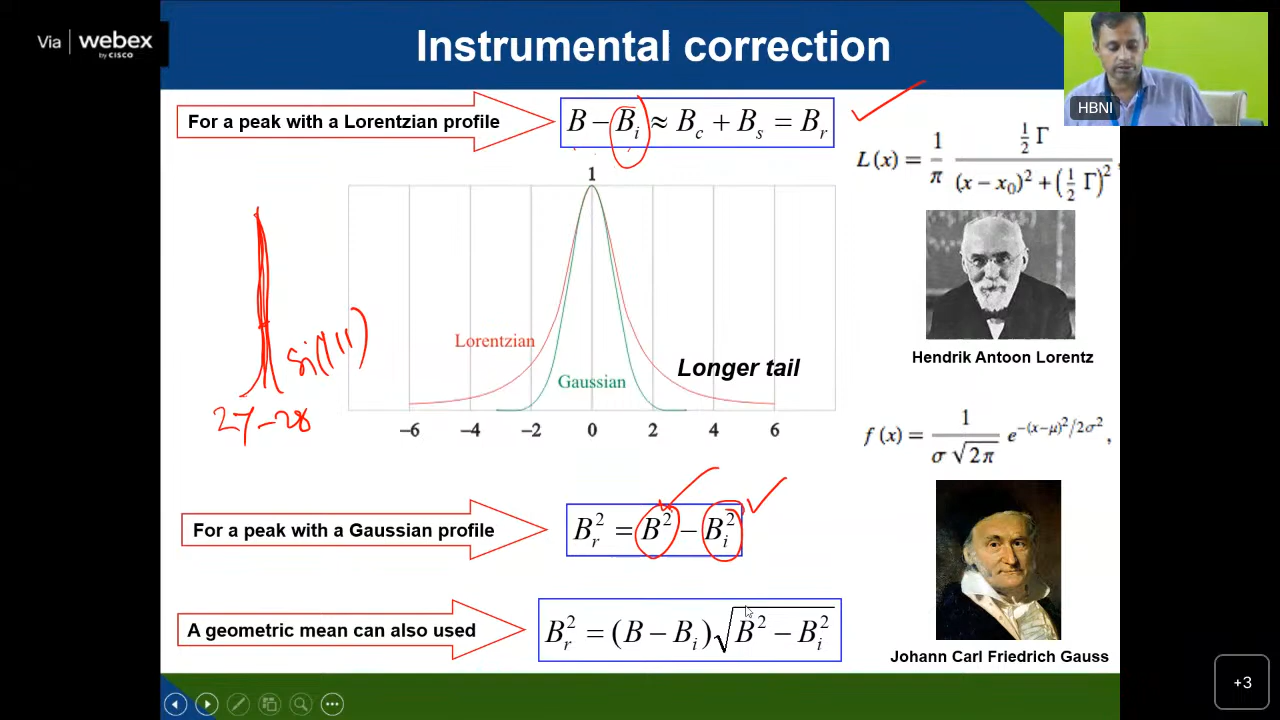 Via | webex
by CISCO
Instrumental correction
HBNI
For a peak with a Lorentzian profile
B − B_i ≈ B_c + B_s = B_r
L(x) = 1/π ½Γ/((x − x₀)² + (½Γ)²),
1
Lorentzian
Gaussian
Longer tail
−6 −4 −2 0 2 4 6
Si(111)
27-28
Hendrik Antoon Lorentz
f(x) = 1/(σ√(2π)) e^(−(x−μ)²/2σ²),
For a peak with a Gaussian profile
B_r² = B² − B_i²
A geometric mean can also used
B_r² = (B − B_i)√(B² − B_i²)
Johann Carl Friedrich Gauss
+3